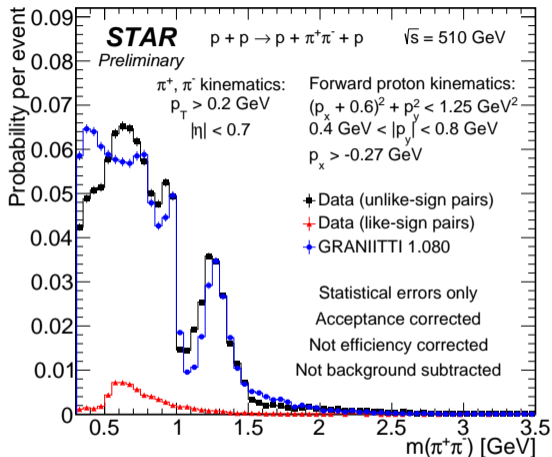 STAR
Preliminary
p + p → p + π⁺π⁻ + p
√s = 510 GeV
π⁺, π⁻ kinematics:
p_T > 0.2 GeV
|η| < 0.7
Forward proton kinematics:
(p_x + 0.6)² + p_y² < 1.25 GeV²
0.4 GeV < |p_y| < 0.8 GeV
p_x > -0.27 GeV
Data (unlike-sign pairs)
Data (like-sign pairs)
GRANIITTI 1.080
Statistical errors only
Acceptance corrected
Not efficiency corrected
Not background subtracted
Probability per event
0.09
0.08
0.07
0.06
0.05
0.04
0.03
0.02
0.01
0
0.5 1 1.5 2 2.5 3 3.5
m(π⁺π⁻) [GeV]